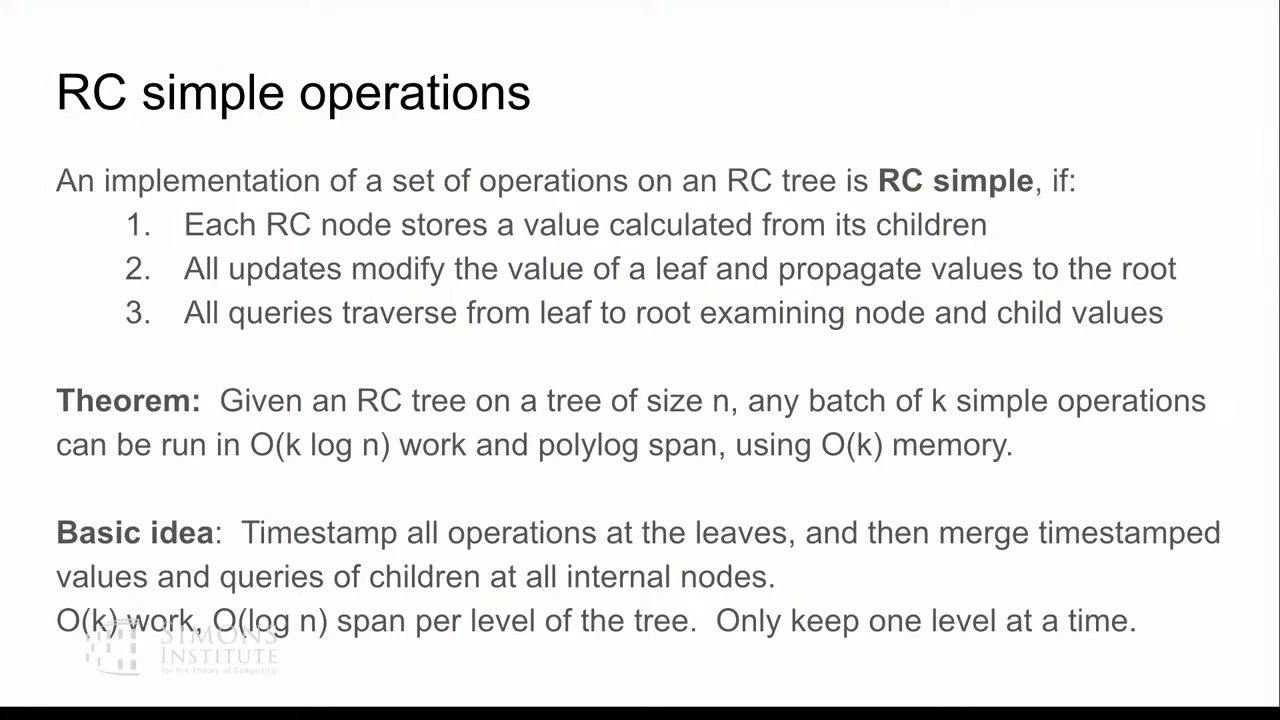 RC simple operations
An implementation of a set of operations on an RC tree is RC simple, if:
1. Each RC node stores a value calculated from its children
2. All updates modify the value of a leaf and propagate values to the root
3. All queries traverse from leaf to root examining node and child values
Theorem: Given an RC tree on a tree of size n, any batch of k simple operations
can be run in O(k log n) work and polylog span, using O(k) memory.
Basic idea: Timestamp all operations at the leaves, and then merge timestamped
values and queries of children at all internal nodes.
O(k) work, O(log n) span per level of the tree. Only keep one level at a time.
SIMONS
INSTITUTE
for the Theory of Computing